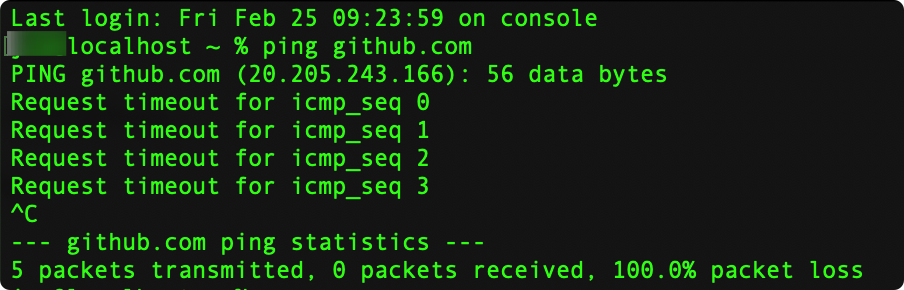 Last login: Fri Feb 25 09:23:59 on console
localhost ~ % ping github.com
PING github.com (20.205.243.166): 56 data bytes
Request timeout for icmp_seq 0
Request timeout for icmp_seq 1
Request timeout for icmp_seq 2
Request timeout for icmp_seq 3
^C
--- github.com ping statistics ---
5 packets transmitted, 0 packets received, 100.0% packet loss